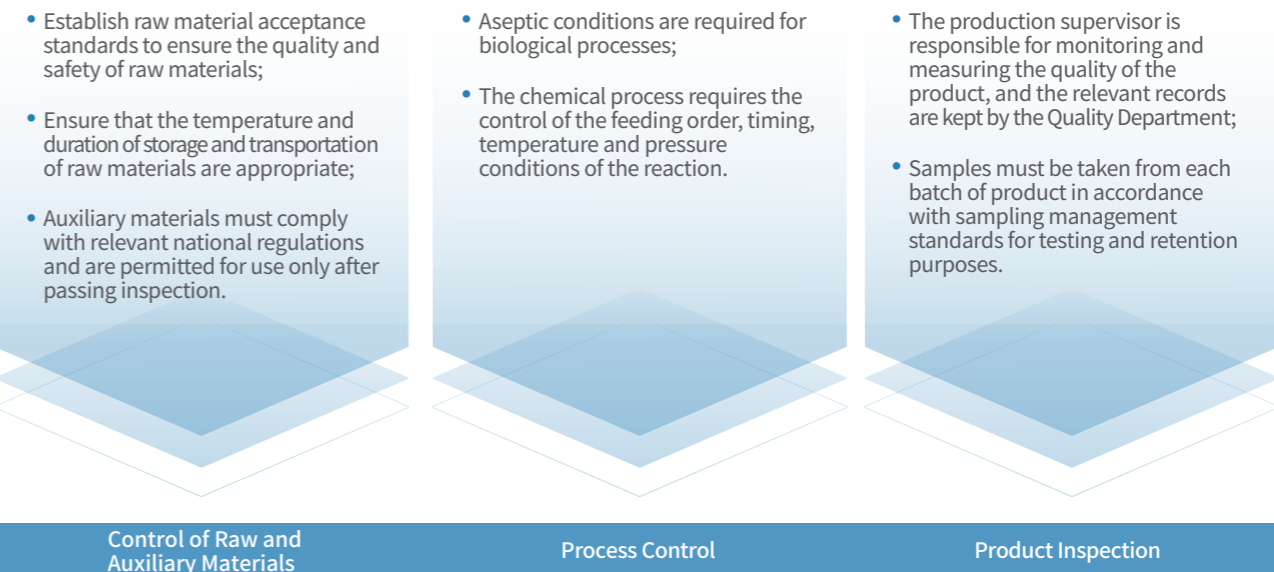 • Establish raw material acceptance
standards to ensure the quality and
safety of raw materials;
• Ensure that the temperature and
duration of storage and transportation
of raw materials are appropriate;
• Auxiliary materials must comply
with relevant national regulations
and are permitted for use only after
passing inspection.
• Aseptic conditions are required for
biological processes;
• The chemical process requires the
control of the feeding order, timing,
temperature and pressure
conditions of the reaction.
• The production supervisor is
responsible for monitoring and
measuring the quality of the
product, and the relevant records
are kept by the Quality Department;
• Samples must be taken from each
batch of product in accordance
with sampling management
standards for testing and retention
purposes.
Control of Raw and
Auxiliary Materials
Process Control
Product Inspection